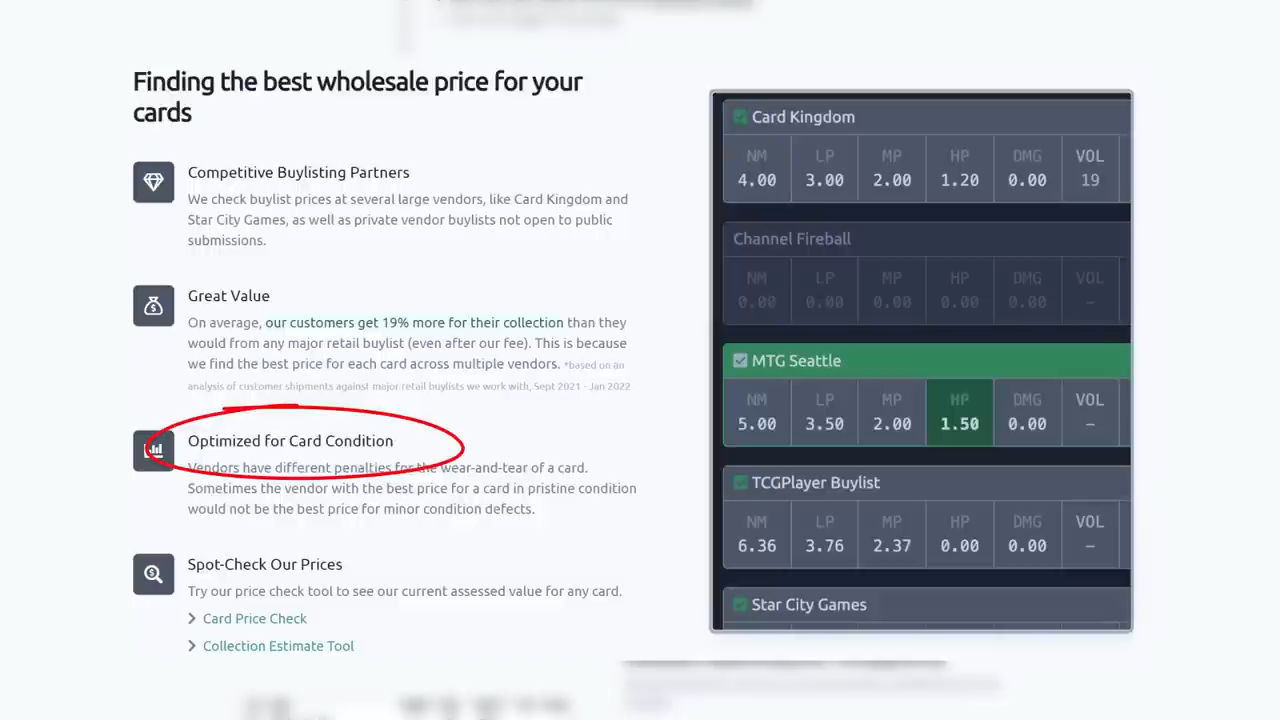 Finding the best wholesale price for your
cards
Competitive Buylisting Partners
We check buylist prices at several large vendors, like Card Kingdom and
Star City Games, as well as private vendor buylists not open to public
submissions.
Great Value
On average, our customers get 19% more for their collection than they
would from any major retail buylist (even after our fee). This is because
we find the best price for each card across multiple vendors. *based on an
analysis of customer shipments against major retail buylists we work with, Sept 2021 - Jan 2022
Optimized for Card Condition
Vendors have different penalties for the wear-and-tear of a card.
Sometimes the vendor with the best price for a card in pristine condition
would not be the best price for minor condition defects.
Spot-Check Our Prices
Try our price check tool to see our current assessed value for any card.
Card Price Check
Collection Estimate Tool
Card Kingdom
NM LP MP HP DMG VOL
4.00 3.00 2.00 1.20 0.00 19
Channel Fireball
NM LP MP HP DMG VOL
0.00 0.00 0.00 0.00 0.00 –
MTG Seattle
NM LP MP HP DMG VOL
5.00 3.50 2.00 1.50 0.00 –
TCGPlayer Buylist
NM LP MP HP DMG VOL
6.36 3.76 2.37 0.00 0.00 –
Star City Games